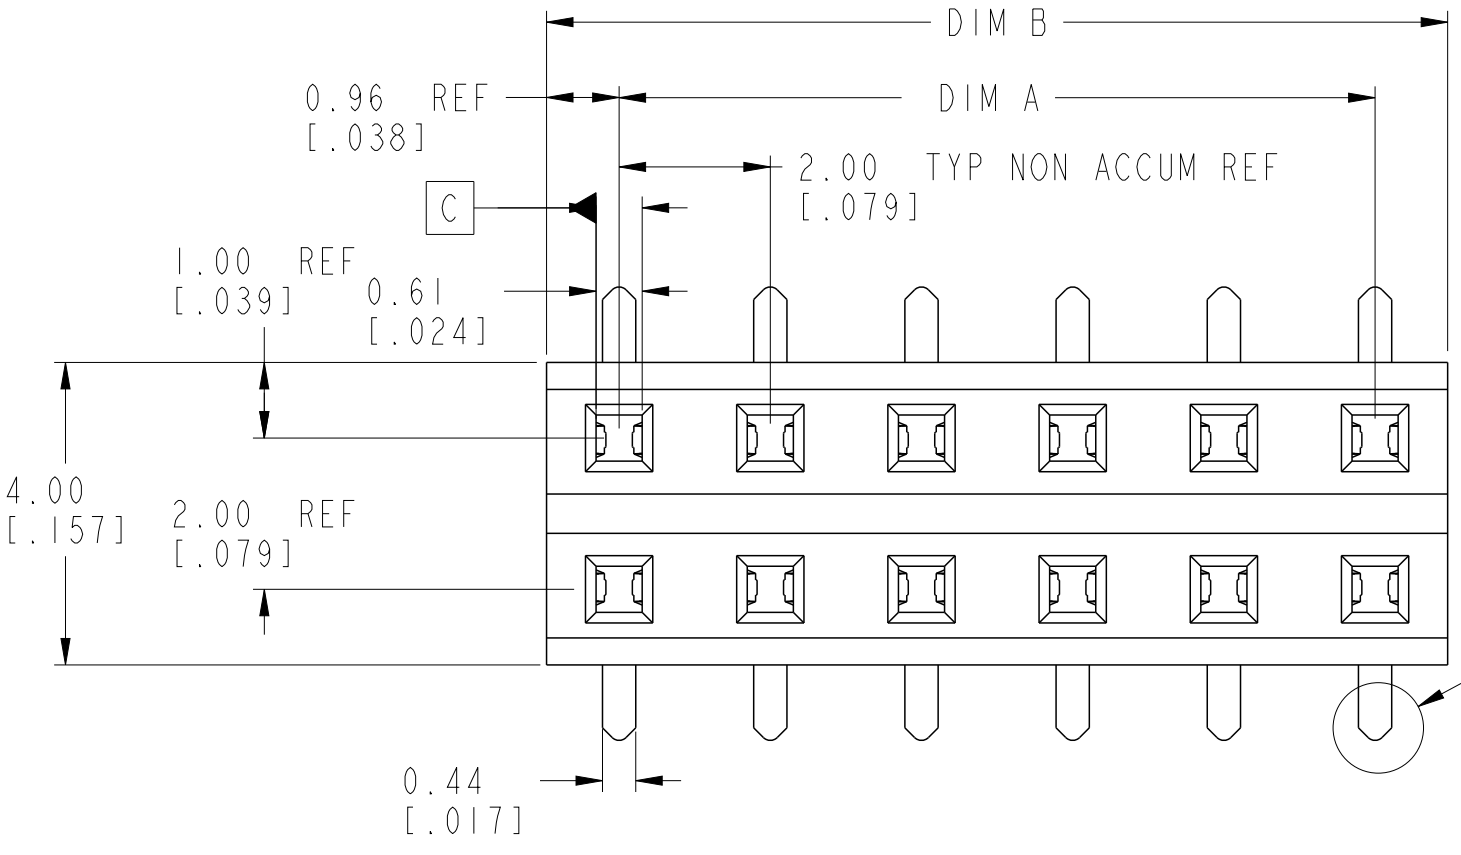 DIM B
0.96 REF
[.038]
DIM A
2.00 TYP NON ACCUM REF
[.079]
C
1.00 REF
[.039]
0.61
[.024]
4.00
[.157]
2.00 REF
[.079]
0.44
[.017]